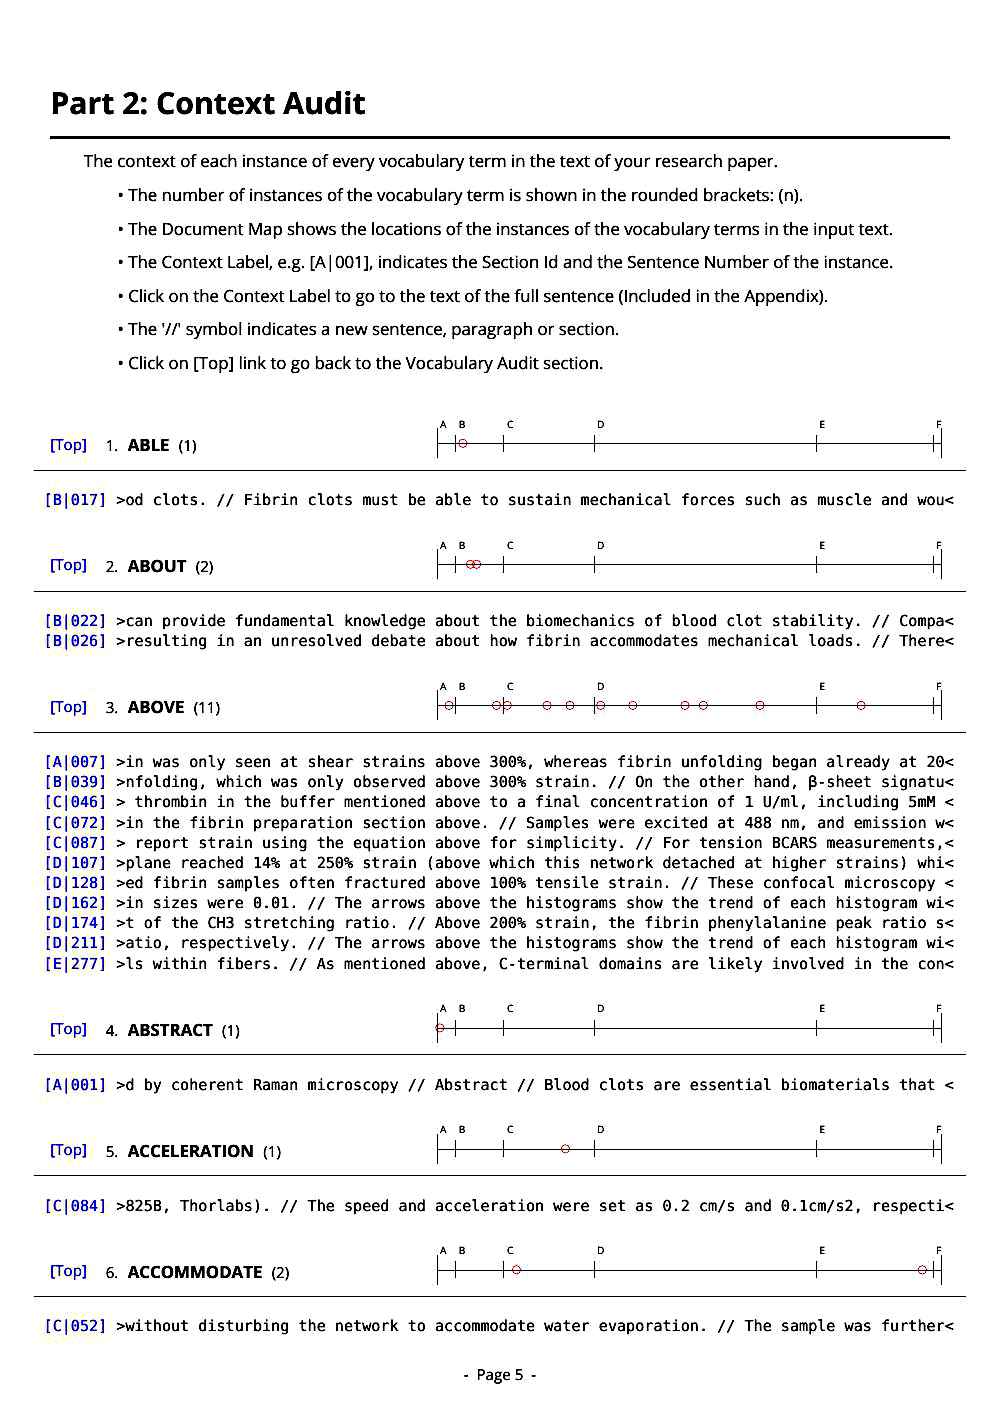 Part 2: Context Audit
The context of each instance of every vocabulary term in the text of your research paper.
• The number of instances of the vocabulary term is shown in the rounded brackets: (n).
• The Document Map shows the locations of the instances of the vocabulary terms in the input text.
• The Context Label, e.g. [A|001], indicates the Section Id and the Sentence Number of the instance.
• Click on the Context Label to go to the text of the full sentence (Included in the Appendix).
• The '//' symbol indicates a new sentence, paragraph or section.
• Click on [Top] link to go back to the Vocabulary Audit section.
A B C D E F
[Top] 1. ABLE (1)
[B|017] >od clots. // Fibrin clots must be able to sustain mechanical forces such as muscle and wou<
A B C D E F
[Top] 2. ABOUT (2)
[B|022] >can provide fundamental knowledge about the biomechanics of blood clot stability. // Compa<
[B|026] >resulting in an unresolved debate about how fibrin accommodates mechanical loads. // There<
A B C D E F
[Top] 3. ABOVE (11)
[A|007] >in was only seen at shear strains above 300%, whereas fibrin unfolding began already at 20<
[B|039] >nfolding, which was only observed above 300% strain. // On the other hand, β-sheet signatu<
[C|046] > thrombin in the buffer mentioned above to a final concentration of 1 U/ml, including 5mM <
[C|072] >in the fibrin preparation section above. // Samples were excited at 488 nm, and emission w<
[C|087] > report strain using the equation above for simplicity. // For tension BCARS measurements,<
[D|107] >plane reached 14% at 250% strain (above which this network detached at higher strains) whi<
[D|128] >ed fibrin samples often fractured above 100% tensile strain. // These confocal microscopy <
[D|162] >in sizes were 0.01. // The arrows above the histograms show the trend of each histogram wi<
[D|174] >t of the CH3 stretching ratio. // Above 200% strain, the fibrin phenylalanine peak ratio s<
[D|211] >atio, respectively. // The arrows above the histograms show the trend of each histogram wi<
[E|277] >ls within fibers. // As mentioned above, C-terminal domains are likely involved in the con<
A B C D E F
[Top] 4. ABSTRACT (1)
[A|001] >d by coherent Raman microscopy // Abstract // Blood clots are essential biomaterials that <
A B C D E F
[Top] 5. ACCELERATION (1)
[C|084] >825B, Thorlabs). // The speed and acceleration were set as 0.2 cm/s and 0.1cm/s2, respecti<
A B C D E F
[Top] 6. ACCOMMODATE (2)
[C|052] >without disturbing the network to accommodate water evaporation. // The sample was further<
- Page 5 -